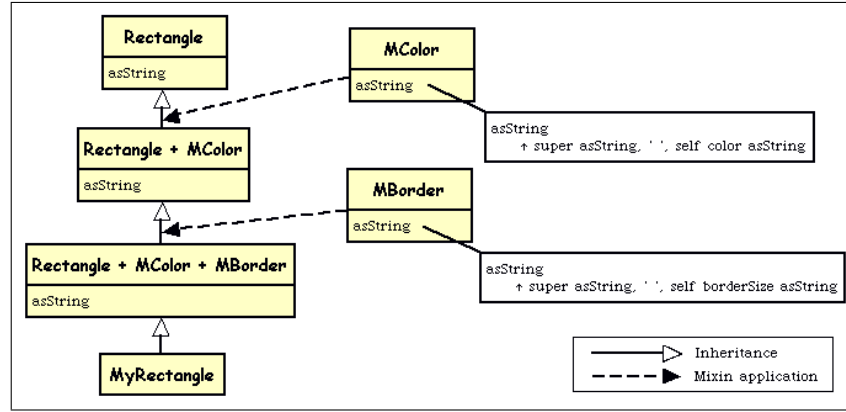 Rectangle
asString
MColor
asString
asString
↑ super asString, ' ', self color asString
Rectangle + MColor
asString
MBorder
asString
asString
↑ super asString, ' ', self borderSize asString
Rectangle + MColor + MBorder
asString
MyRectangle
Inheritance
Mixin application